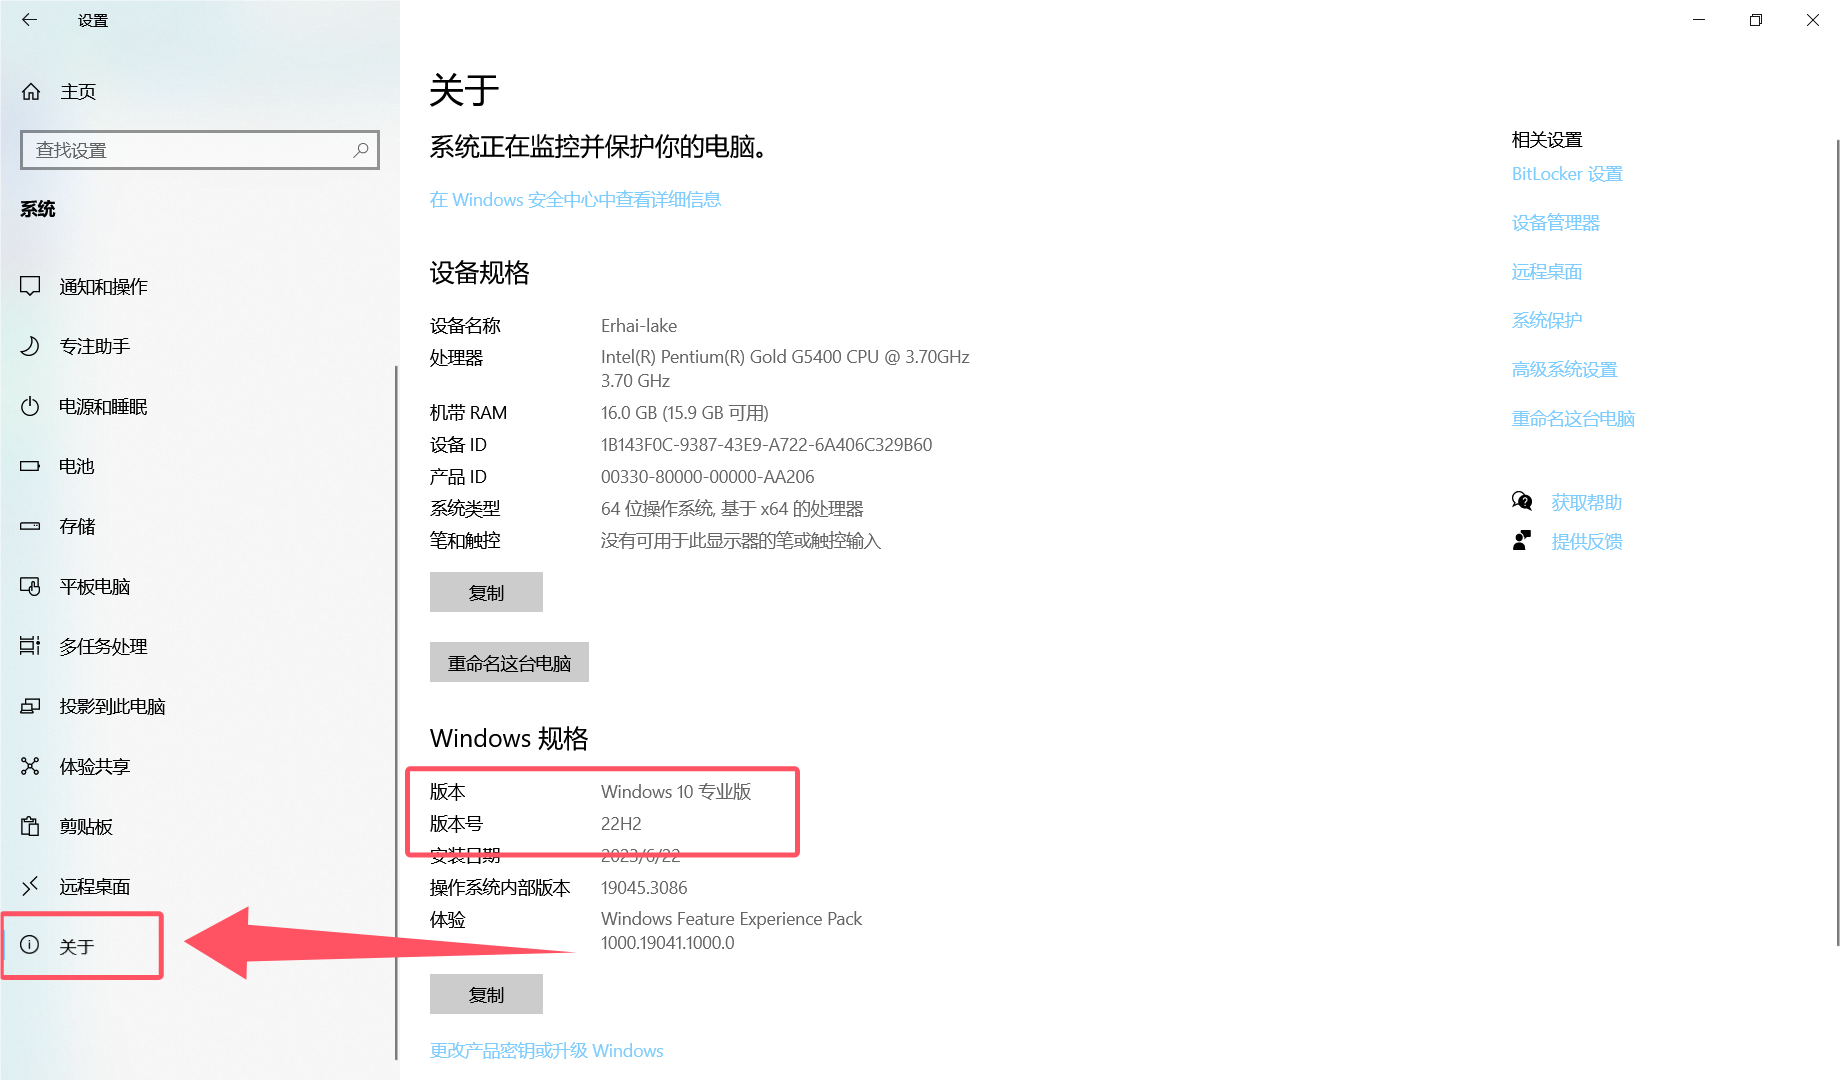 设置
主页
查找设置
系统
通知和操作
专注助手
电源和睡眠
电池
存储
平板电脑
多任务处理
投影到此电脑
体验共享
剪贴板
远程桌面
关于
关于
系统正在监控并保护你的电脑。
在 Windows 安全中心中查看详细信息
设备规格
设备名称 Erhai-lake
处理器 Intel(R) Pentium(R) Gold G5400 CPU @ 3.70GHz
3.70 GHz
机带 RAM 16.0 GB (15.9 GB 可用)
设备 ID 1B143F0C-9387-43E9-A722-6A406C329B60
产品 ID 00330-80000-00000-AA206
系统类型 64 位操作系统, 基于 x64 的处理器
笔和触控 没有可用于此显示器的笔或触控输入
复制
重命名这台电脑
Windows 规格
版本 Windows 10 专业版
版本号 22H2
安装日期 2023/6/22
操作系统内部版本 19045.3086
体验 Windows Feature Experience Pack
1000.19041.1000.0
复制
更改产品密钥或升级 Windows
相关设置
BitLocker 设置
设备管理器
远程桌面
系统保护
高级系统设置
重命名这台电脑
获取帮助
提供反馈